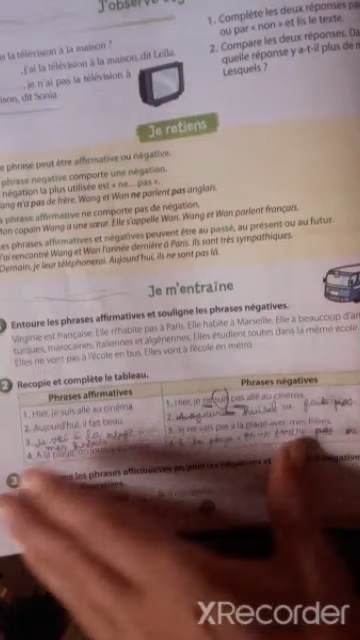 J'observe
1. Complète les deux réponses par
ou par « non » et lis le texte.
2. Compare les deux réponses. Da
quelle réponse y a-t-il plus de m
Lesquels ?
la télévision à la maison ?
j'ai la télévision à la maison, dit Leïla.
je n'ai pas la télévision à
dit Sonia.
Je retiens
phrase peut être affirmative ou négative.
phrase négative comporte une négation.
négation la plus utilisée est « ne.... pas ».
n'a pas de frère. Wang et Wan ne parlent pas anglais.
phrase affirmative ne comporte pas de négation.
copain Wang a une sœur. Elle s'appelle Wan. Wang et Wan parlent français.
es phrases affirmatives et négatives peuvent être au passé, au présent ou au futur.
J'ai rencontré Wang et Wan l'année dernière à Paris. Ils sont très sympathiques.
Demain, je leur téléphonerai. Aujourd'hui, ils ne sont pas là.
Je m'entraîne
Entoure les phrases affirmatives et souligne les phrases négatives.
Virginie est française. Elle n'habite pas à Paris. Elle habite à Marseille. Elle a beaucoup d'am
turques, marocaines, italiennes et algériennes. Elles étudient toutes dans la même école.
Elles ne vont pas à l'école en bus. Elles vont à l'école en métro.
2 Recopie et complète le tableau.
Phrases affirmatives
Phrases négatives
1. Hier, je suis allé au cinéma.
1. Hier, je ne suis pas allé au cinéma.
2. Aujourd'hui, il fait beau.
2.
3.
3. Je ne vais pas à la plage avec mes frères.
4. À la plage,
3
les phrases affirmatives en phrases négatives et
XRecorder